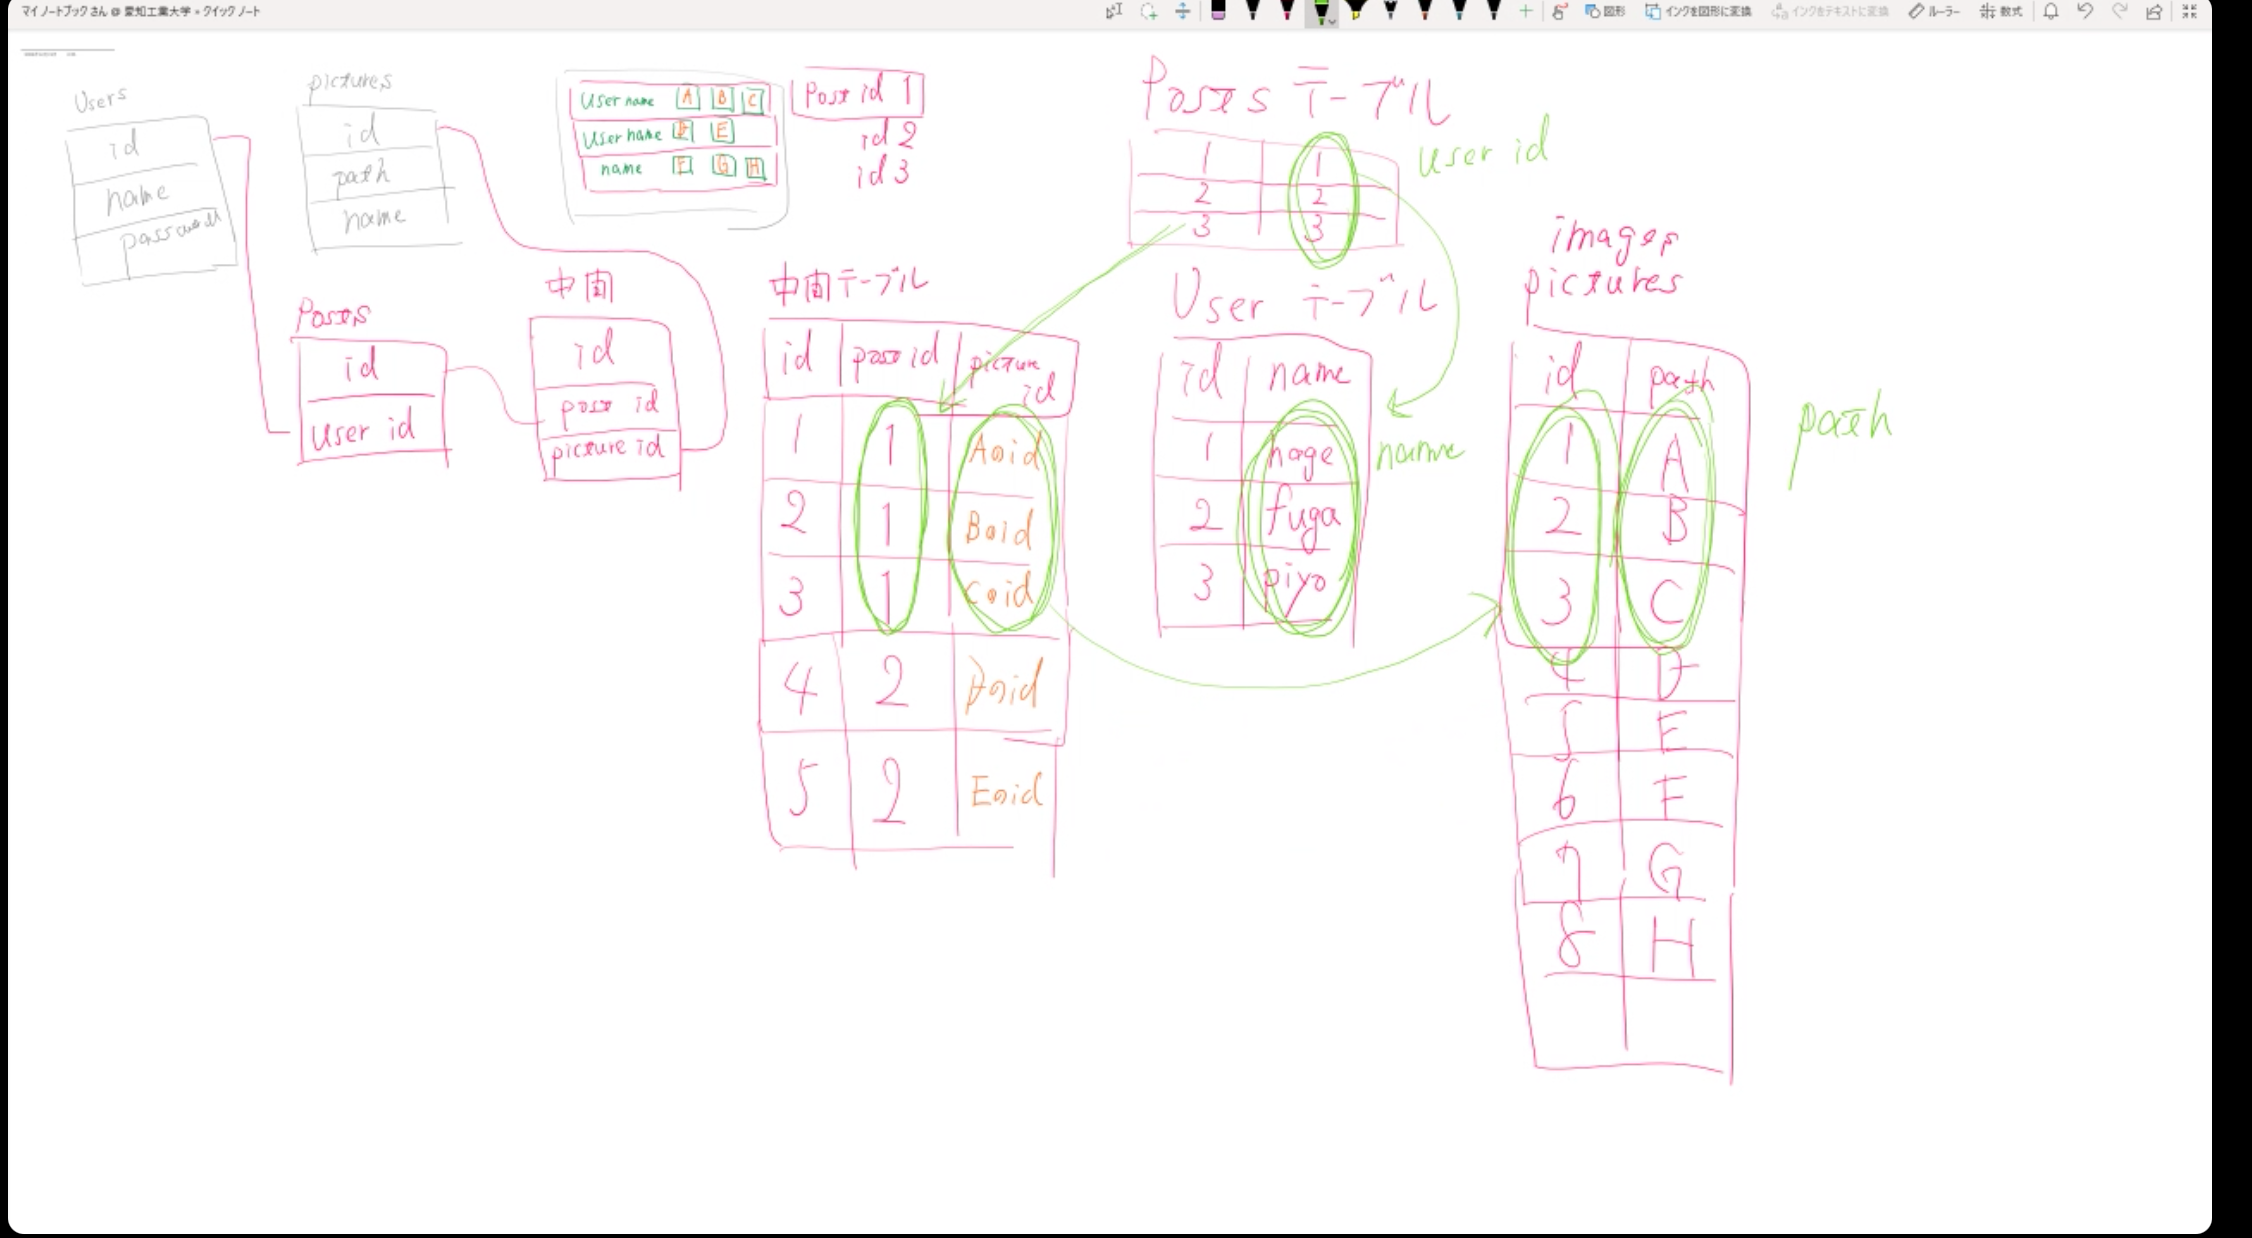 マイ ノートブック さん @ 愛知工業大学 » クイック ノート
図形
インクを図形に変換
インクをテキストに変換
ルーラー
数式
Users
id
name
password
pictures
id
path
name
User name A B C
User name D E
name F G H
Post id 1
id 2
id 3
Posts
id
user id
中間
id
post id
picture id
中間テーブル
id post id picture id
1 1 Aのid
2 1 Bのid
3 1 Cのid
4 2 Dのid
5 2 Eのid
Posts テーブル
user id
1 1
2 2
3 3
User テーブル
id name
1 hoge
2 fuga
3 piyo
name
images
pictures
id path
1 A
2 B
3 C
4 D
5 E
6 F
7 G
8 H
path